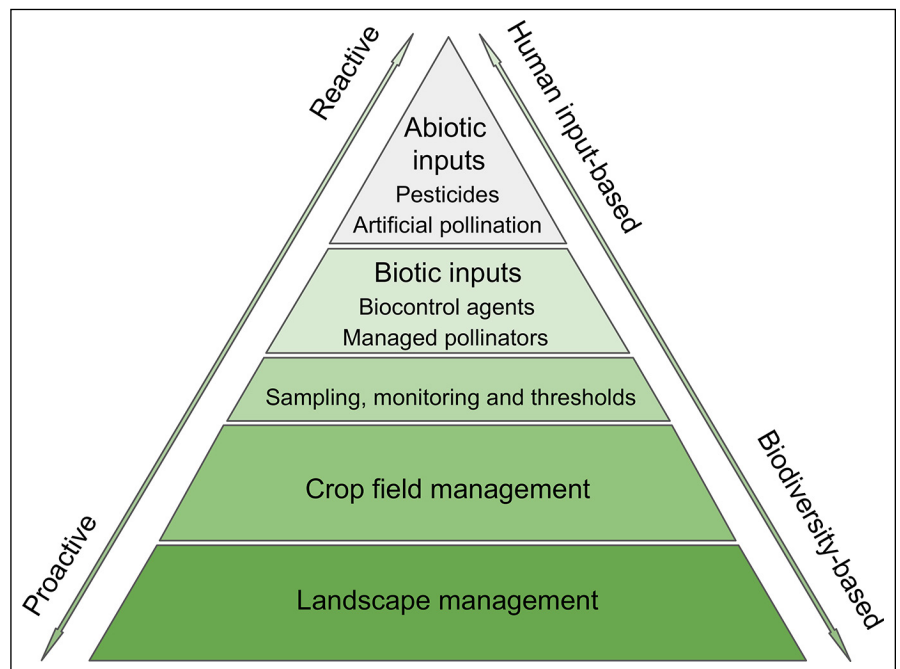 Reactive
Human input-based
Abiotic
inputs
Pesticides
Artificial pollination
Biotic inputs
Biocontrol agents
Managed pollinators
Sampling, monitoring and thresholds
Crop field management
Landscape management
Proactive
Biodiversity-based